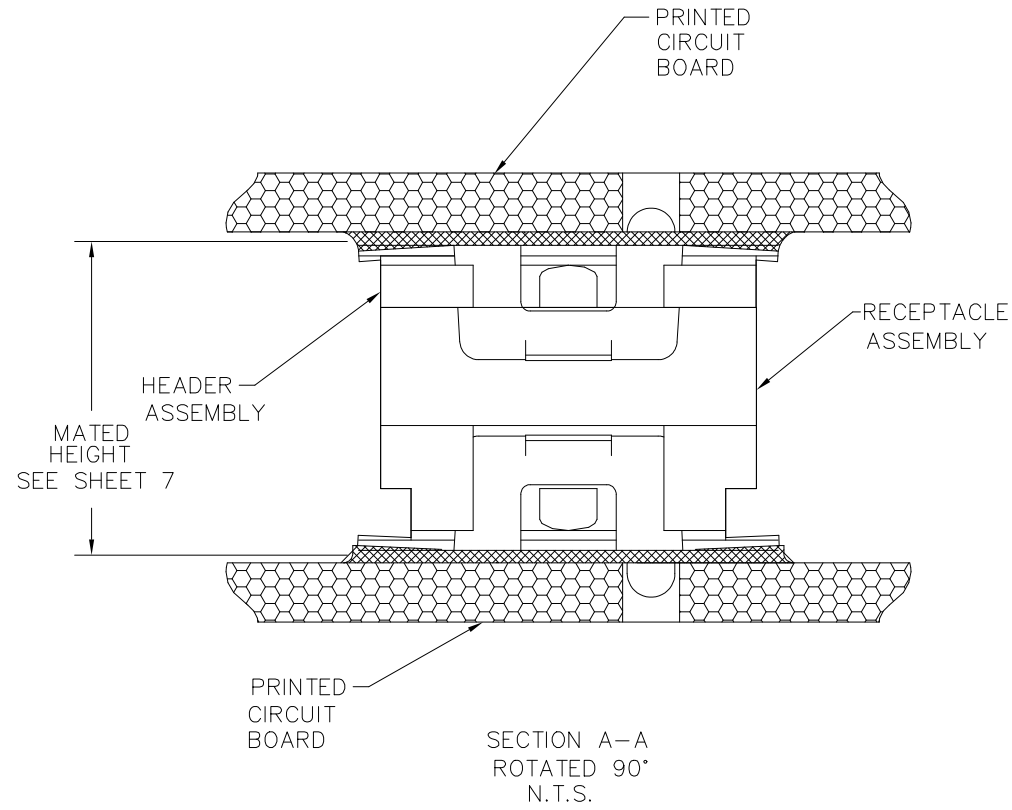 PRINTED
CIRCUIT
BOARD
RECEPTACLE
ASSEMBLY
HEADER
ASSEMBLY
MATED
HEIGHT
SEE SHEET 7
PRINTED
CIRCUIT
BOARD
SECTION A-A
ROTATED 90°
N.T.S.